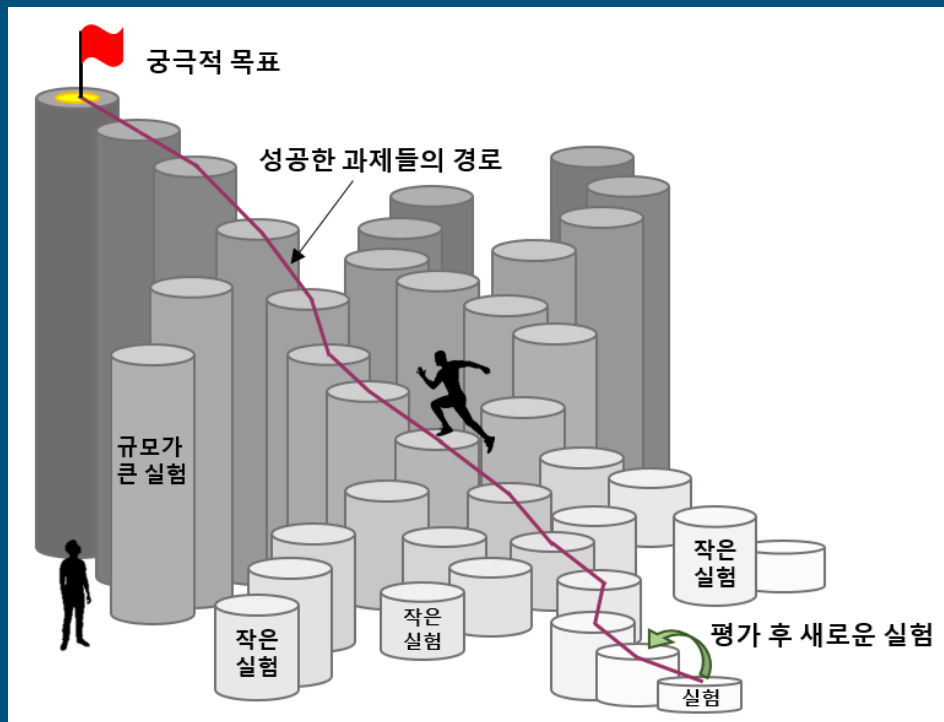 궁극적 목표
성공한 과제들의 경로
규모가
큰 실험
작은
실험
작은
실험
작은
실험
평가 후 새로운 실험
실험